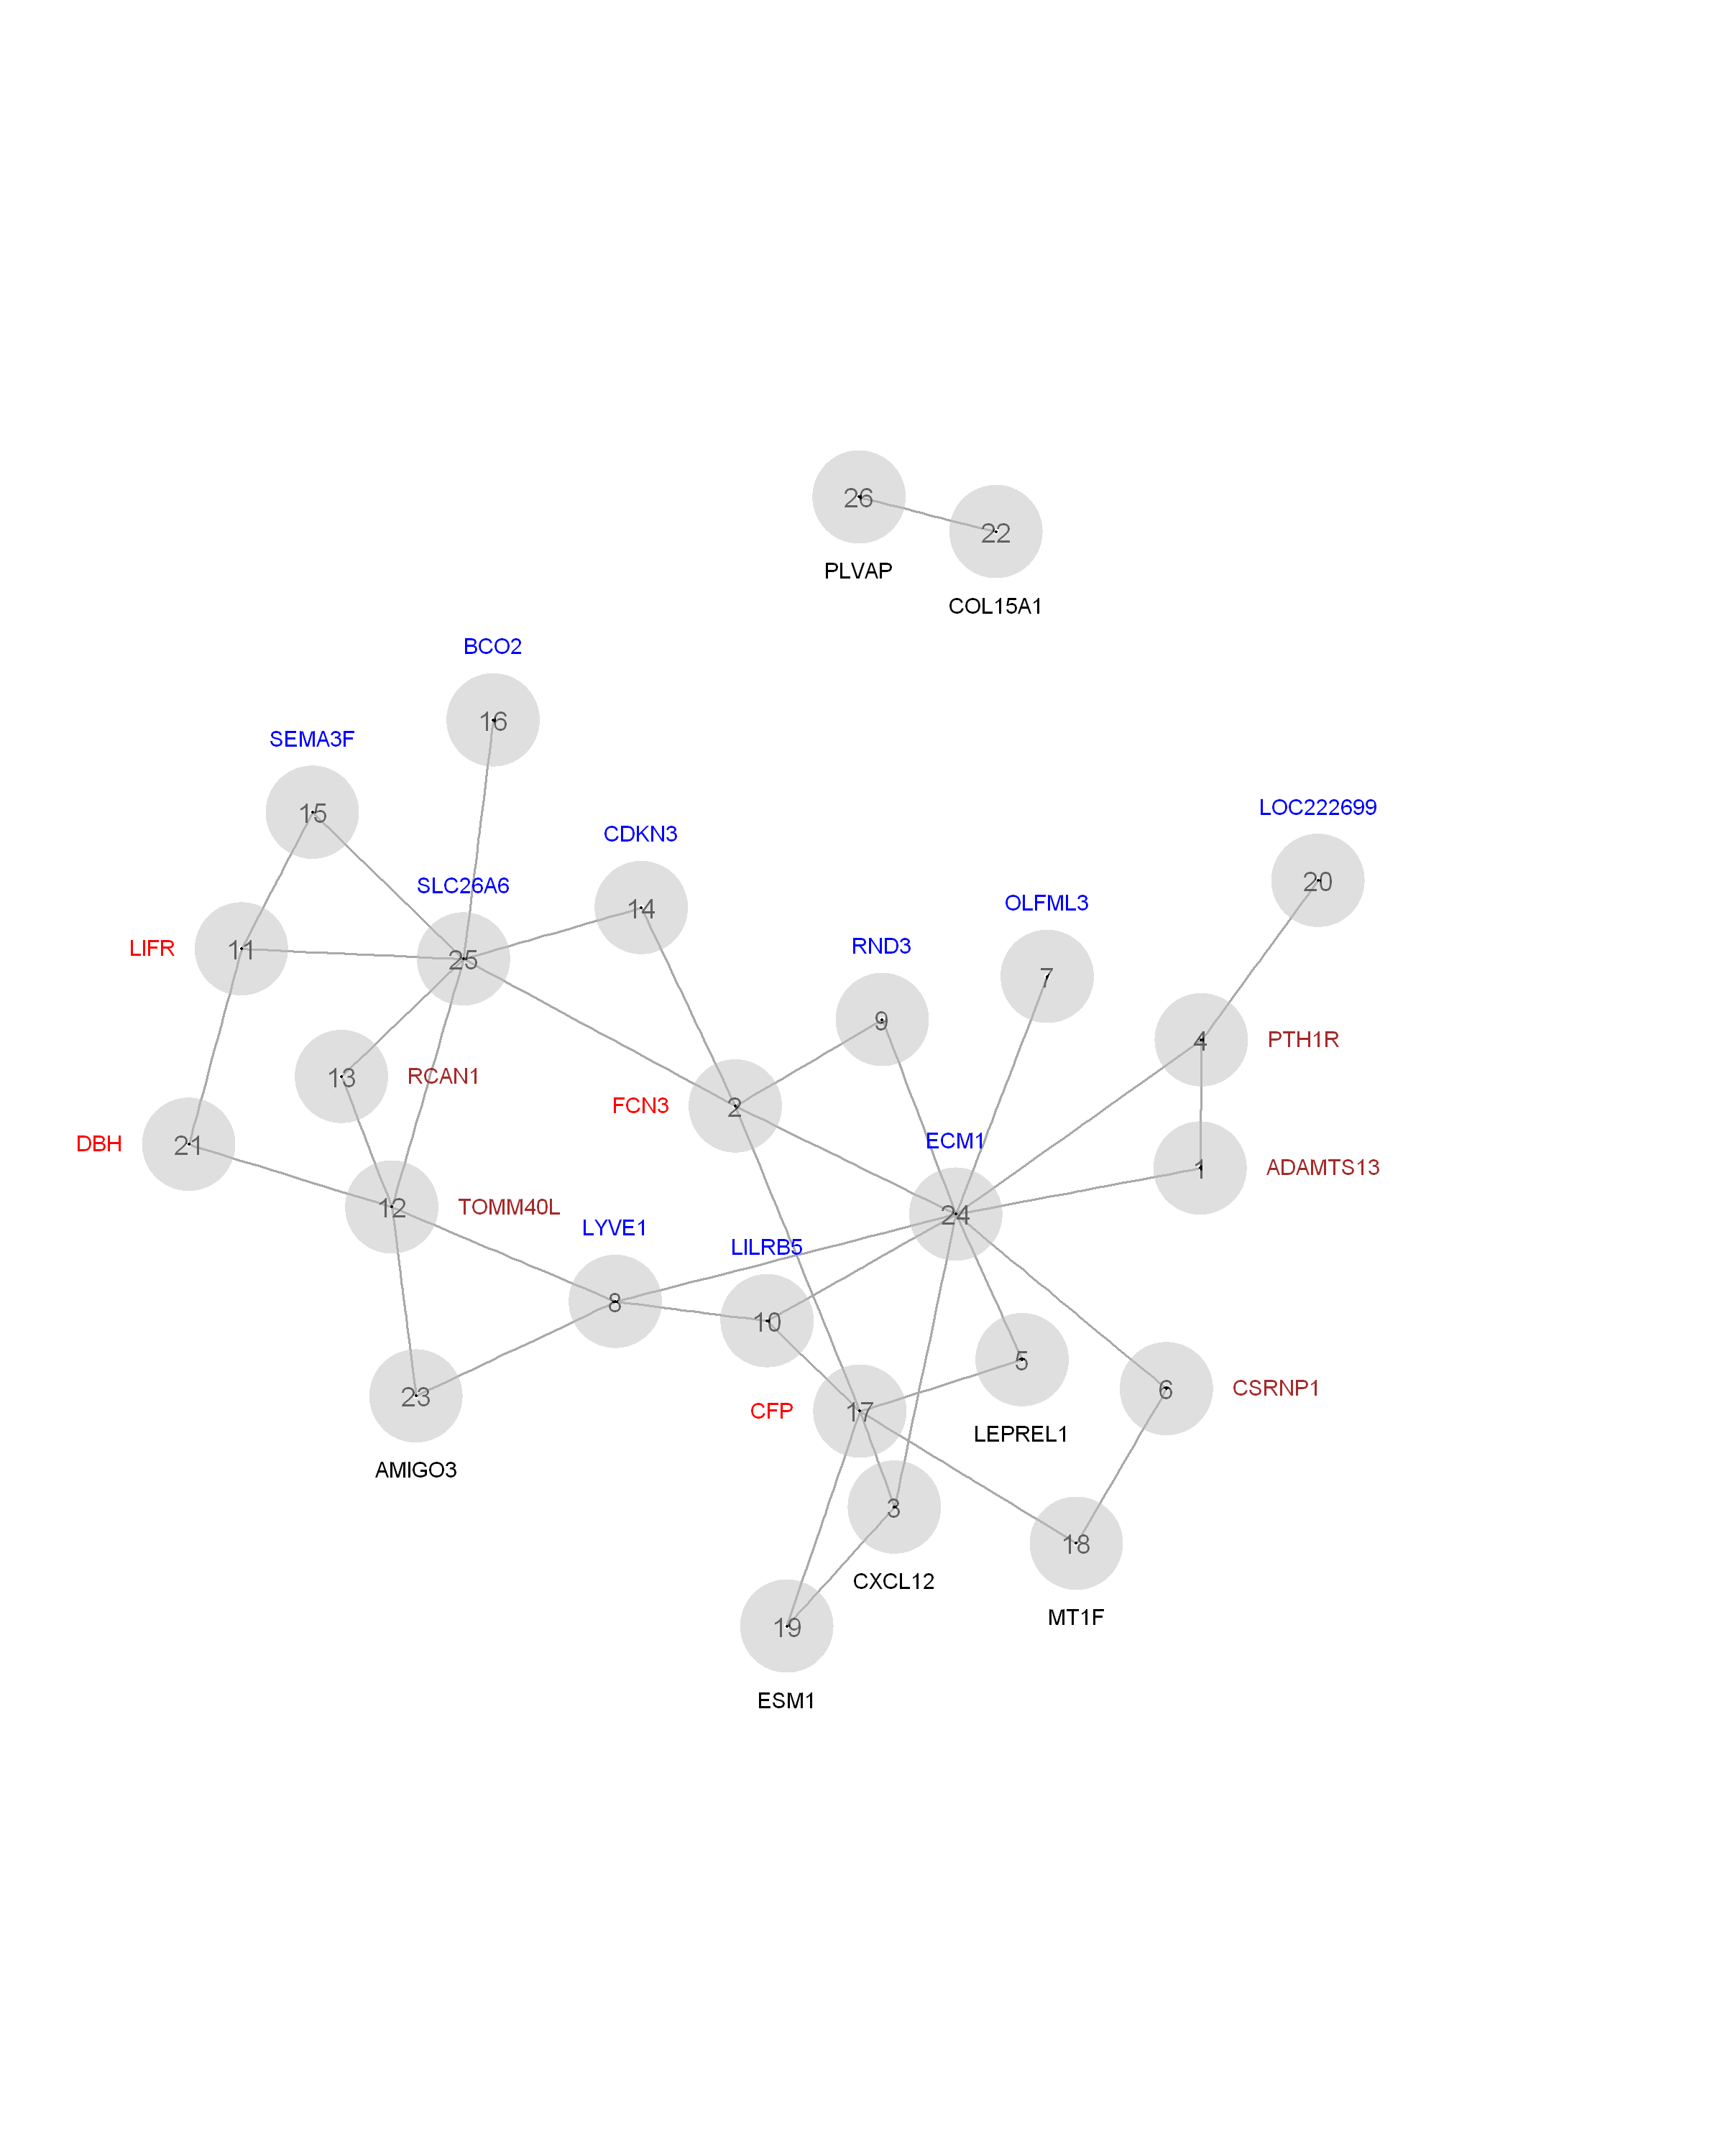 26
22
PLVAP
COL15A1
BCO2
16
SEMA3F
15
LOC222699
CDKN3
20
SLC26A6
OLFML3
14
RND3
LIFR
11
25
7
9
4
PTH1R
13
RCAN1
FCN3
2
DBH
21
ECM1
1
ADAMTS13
12
TOMM40L
24
LYVE1
LILRB5
8
10
5
6
CSRNP1
23
CFP
17
LEPREL1
AMIGO3
3
18
CXCL12
MT1F
19
ESM1